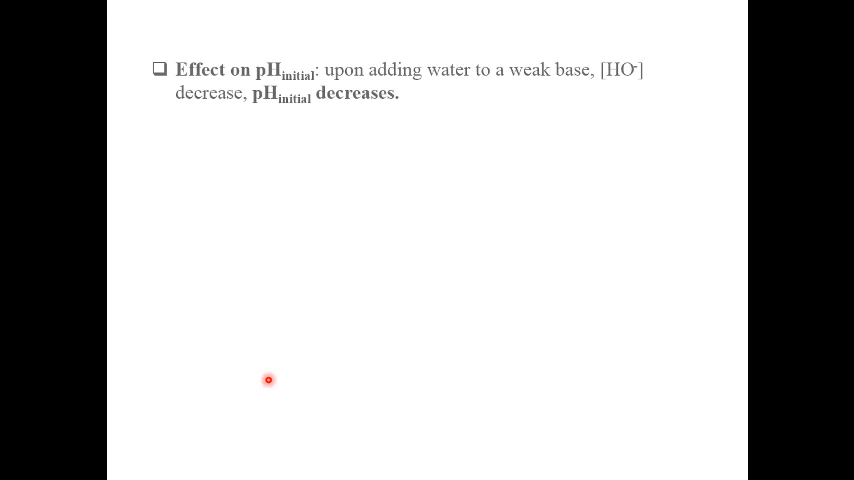 ❑ Effect on pHinitial: upon adding water to a weak base, [HO-]
decrease, pHinitial decreases.